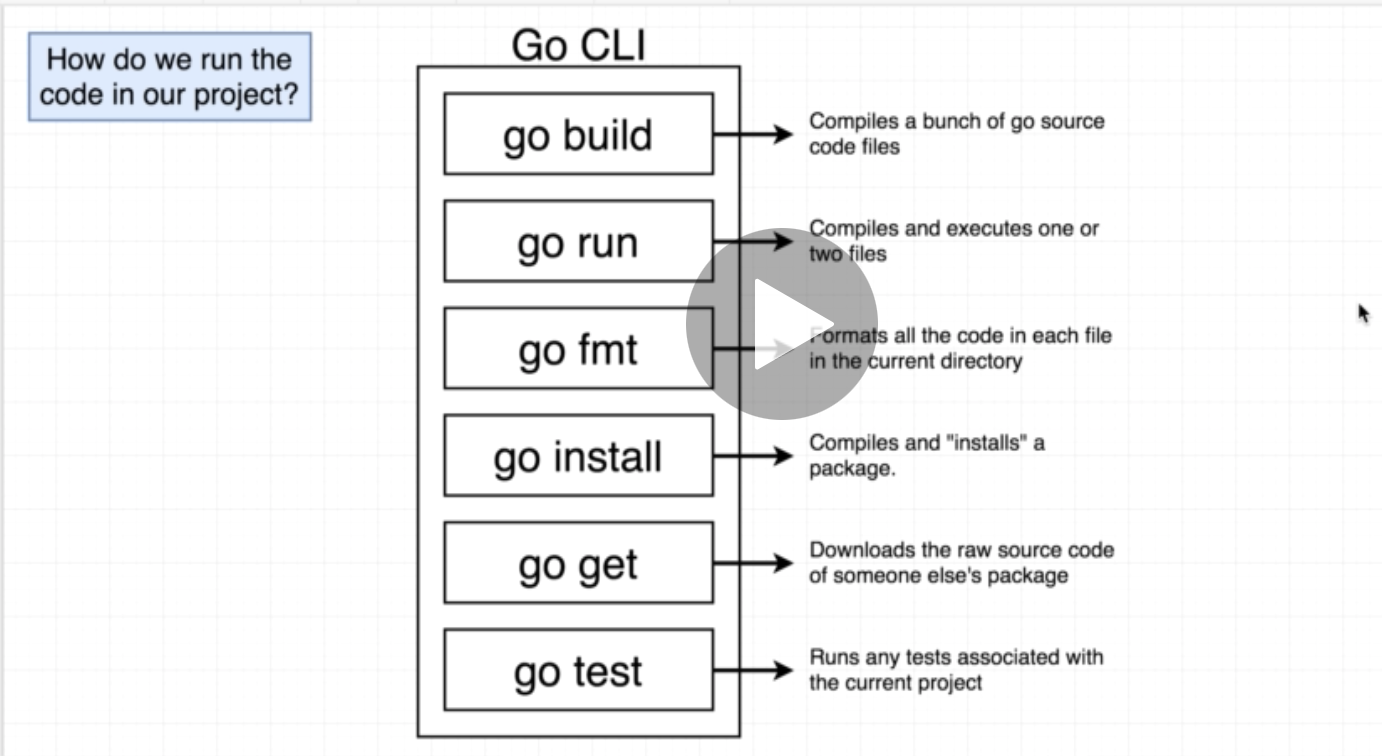 How do we run the
code in our project?
Go CLI
go build
Compiles a bunch of go source
code files
go run
Compiles and executes one or
two files
go fmt
Formats all the code in each file
in the current directory
go install
Compiles and "installs" a
package.
go get
Downloads the raw source code
of someone else's package
go test
Runs any tests associated with
the current project